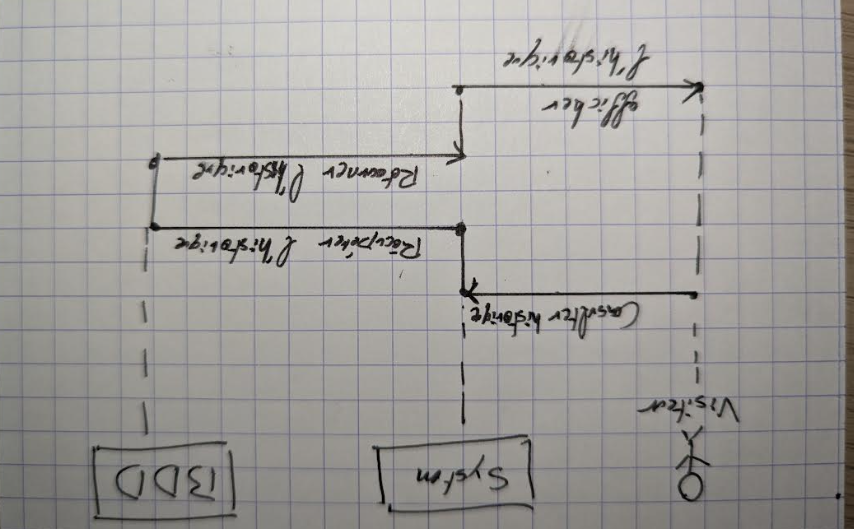 Visiteur
System
BDD
Consulter historique
Récupérer l'historique
Retourner l'historique
afficher
l'historique